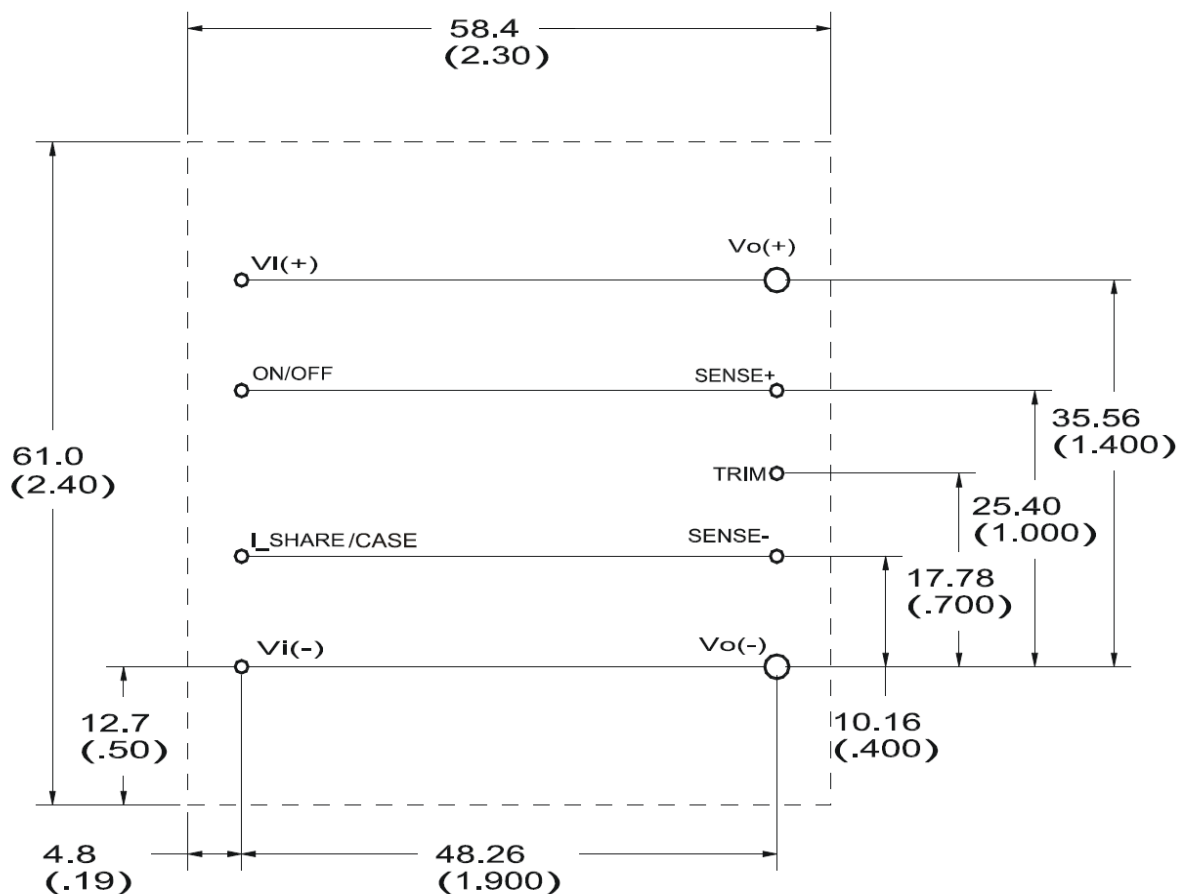 58.4
(2.30)
VI(+)
Vo(+)
ON/OFF
SENSE+
35.56
(1.400)
61.0
(2.40)
TRIM
25.40
(1.000)
I_SHARE/CASE
SENSE-
17.78
(.700)
Vi(-)
Vo(-)
12.7
(.50)
10.16
(.400)
4.8
(.19)
48.26
(1.900)